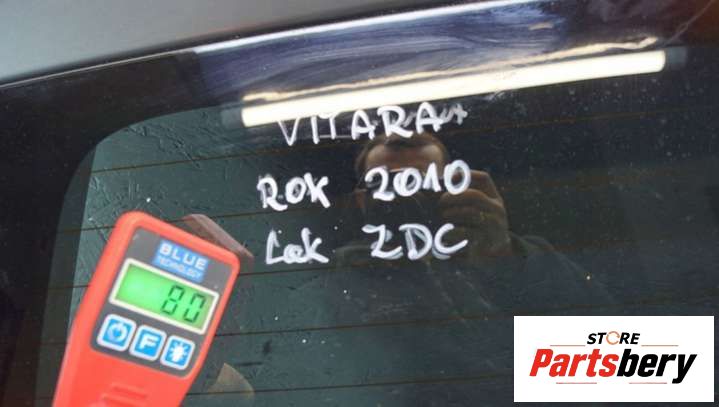 VITARA
ROK 2010
Lak ZDC
BLUE
TECHNOLOGY
80
F
STORE
Partsbery